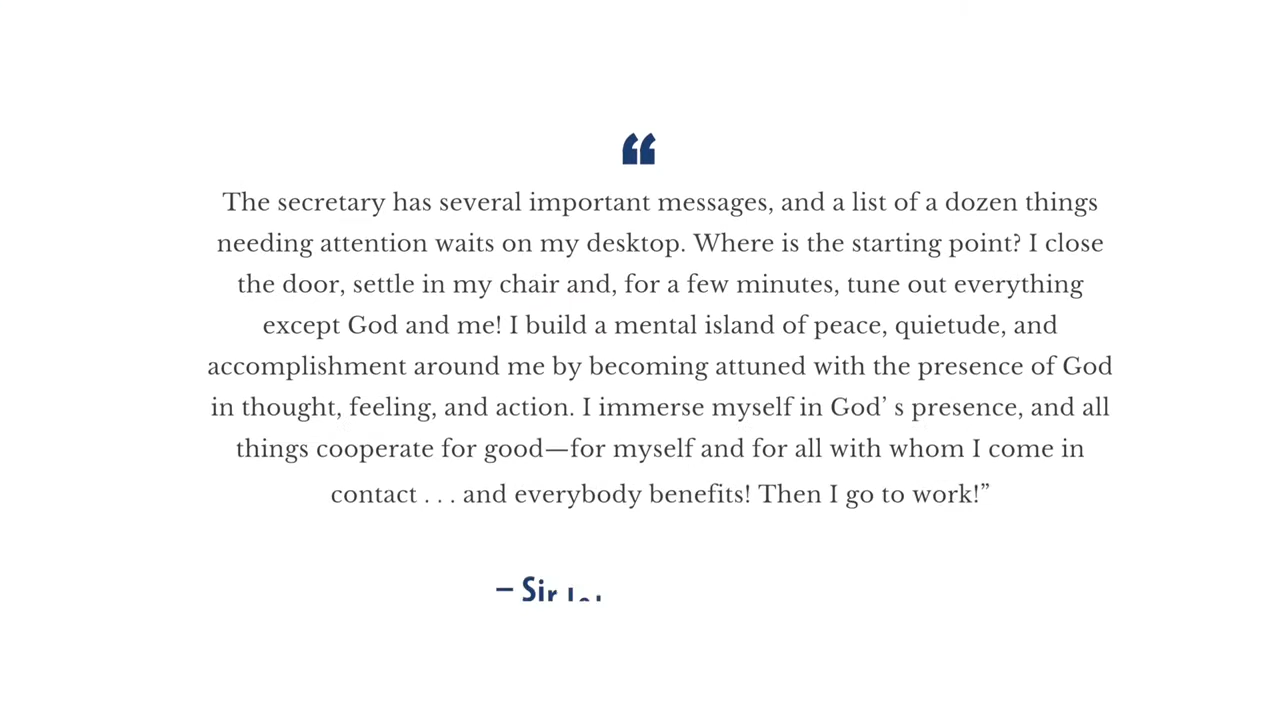 “
The secretary has several important messages, and a list of a dozen things
needing attention waits on my desktop. Where is the starting point? I close
the door, settle in my chair and, for a few minutes, tune out everything
except God and me! I build a mental island of peace, quietude, and
accomplishment around me by becoming attuned with the presence of God
in thought, feeling, and action. I immerse myself in God’ s presence, and all
things cooperate for good—for myself and for all with whom I come in
contact . . . and everybody benefits! Then I go to work!”
– Sir